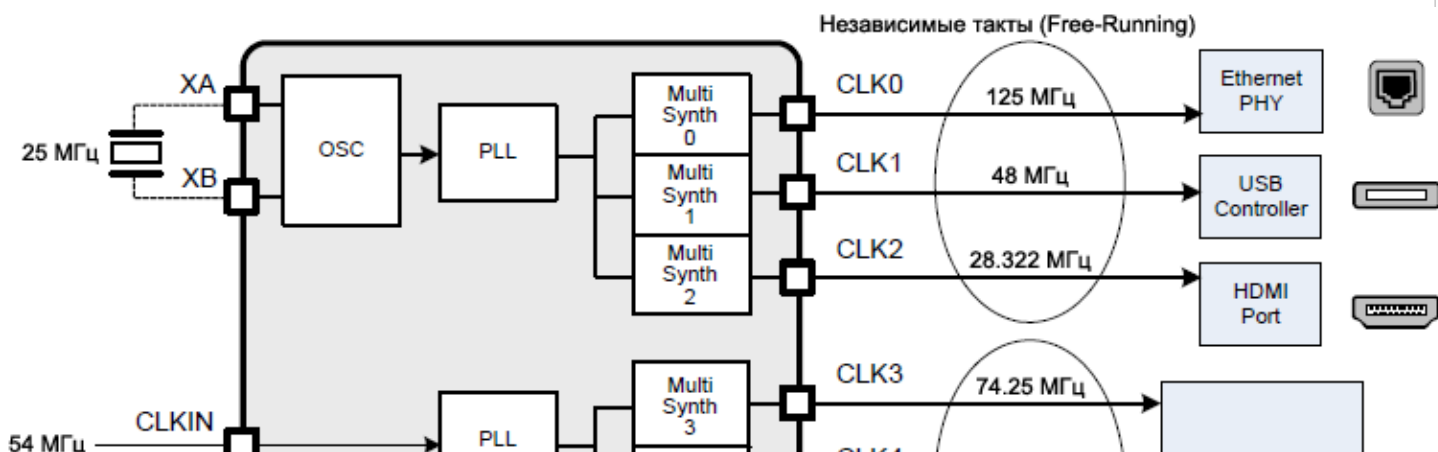 Независимые такты (Free-Running)
XA
25 МГц
XB
OSC
PLL
Multi
Synth
0
Multi
Synth
1
Multi
Synth
2
CLK0
125 МГц
Ethernet
PHY
CLK1
48 МГц
USB
Controller
CLK2
28.322 МГц
HDMI
Port
CLKIN
54 МГц
PLL
Multi
Synth
3
CLK3
74.25 МГц